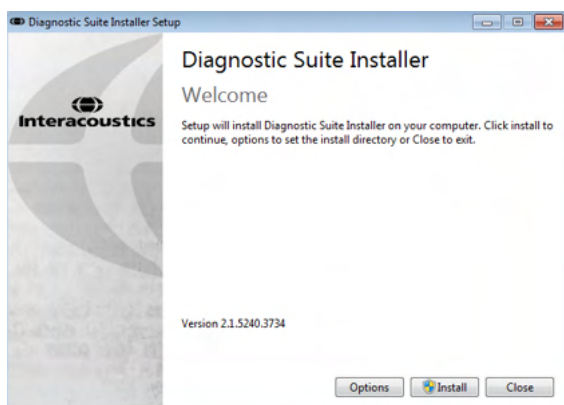 Diagnostic Suite Installer Setup
Diagnostic Suite Installer
Welcome
Interacoustics
Setup will install Diagnostic Suite Installer on your computer. Click install to
continue, options to set the install directory or Close to exit.
Version 2.1.5240.3734
Options
Install
Close